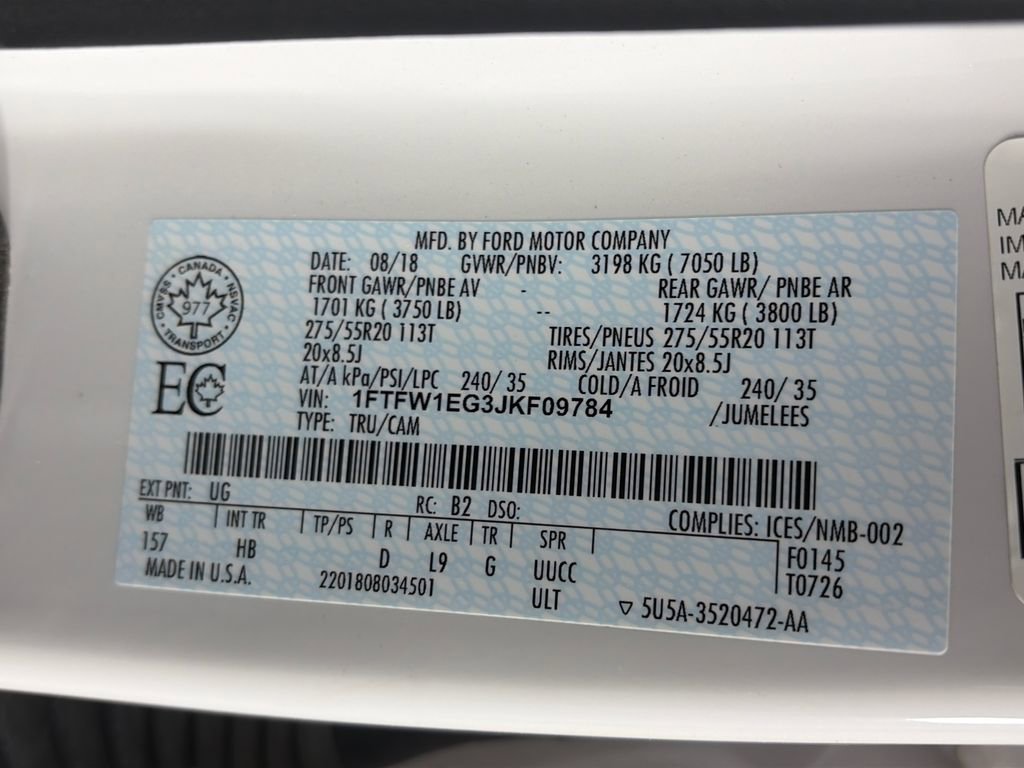 MFD. BY FORD MOTOR COMPANY
DATE: 08/18 GVWR/PNBV: 3198 KG ( 7050 LB)
FRONT GAWR/PNBE AV - REAR GAWR/ PNBE AR
1701 KG ( 3750 LB) -- 1724 KG ( 3800 LB)
275/55R20 113T TIRES/PNEUS 275/55R20 113T
20x8.5J RIMS/JANTES 20x8.5J
AT/A kPa/PSI/LPC 240/ 35 COLD/A FROID 240/ 35
VIN: 1FTFW1EG3JKF09784 /JUMELEES
TYPE: TRU/CAM
CANADA
CMVSS 977 NSVAC
TRANSPORT
EC
EXT PNT: UG RC: B2 DSO: COMPLIES: ICES/NMB-002
WB INT TR TP/PS R AXLE TR SPR F0145
157 HB D L9 G UUCC T0726
MADE IN U.S.A. 2201808034501 ULT ▽ 5U5A-3520472-AA
MA
IM
MA